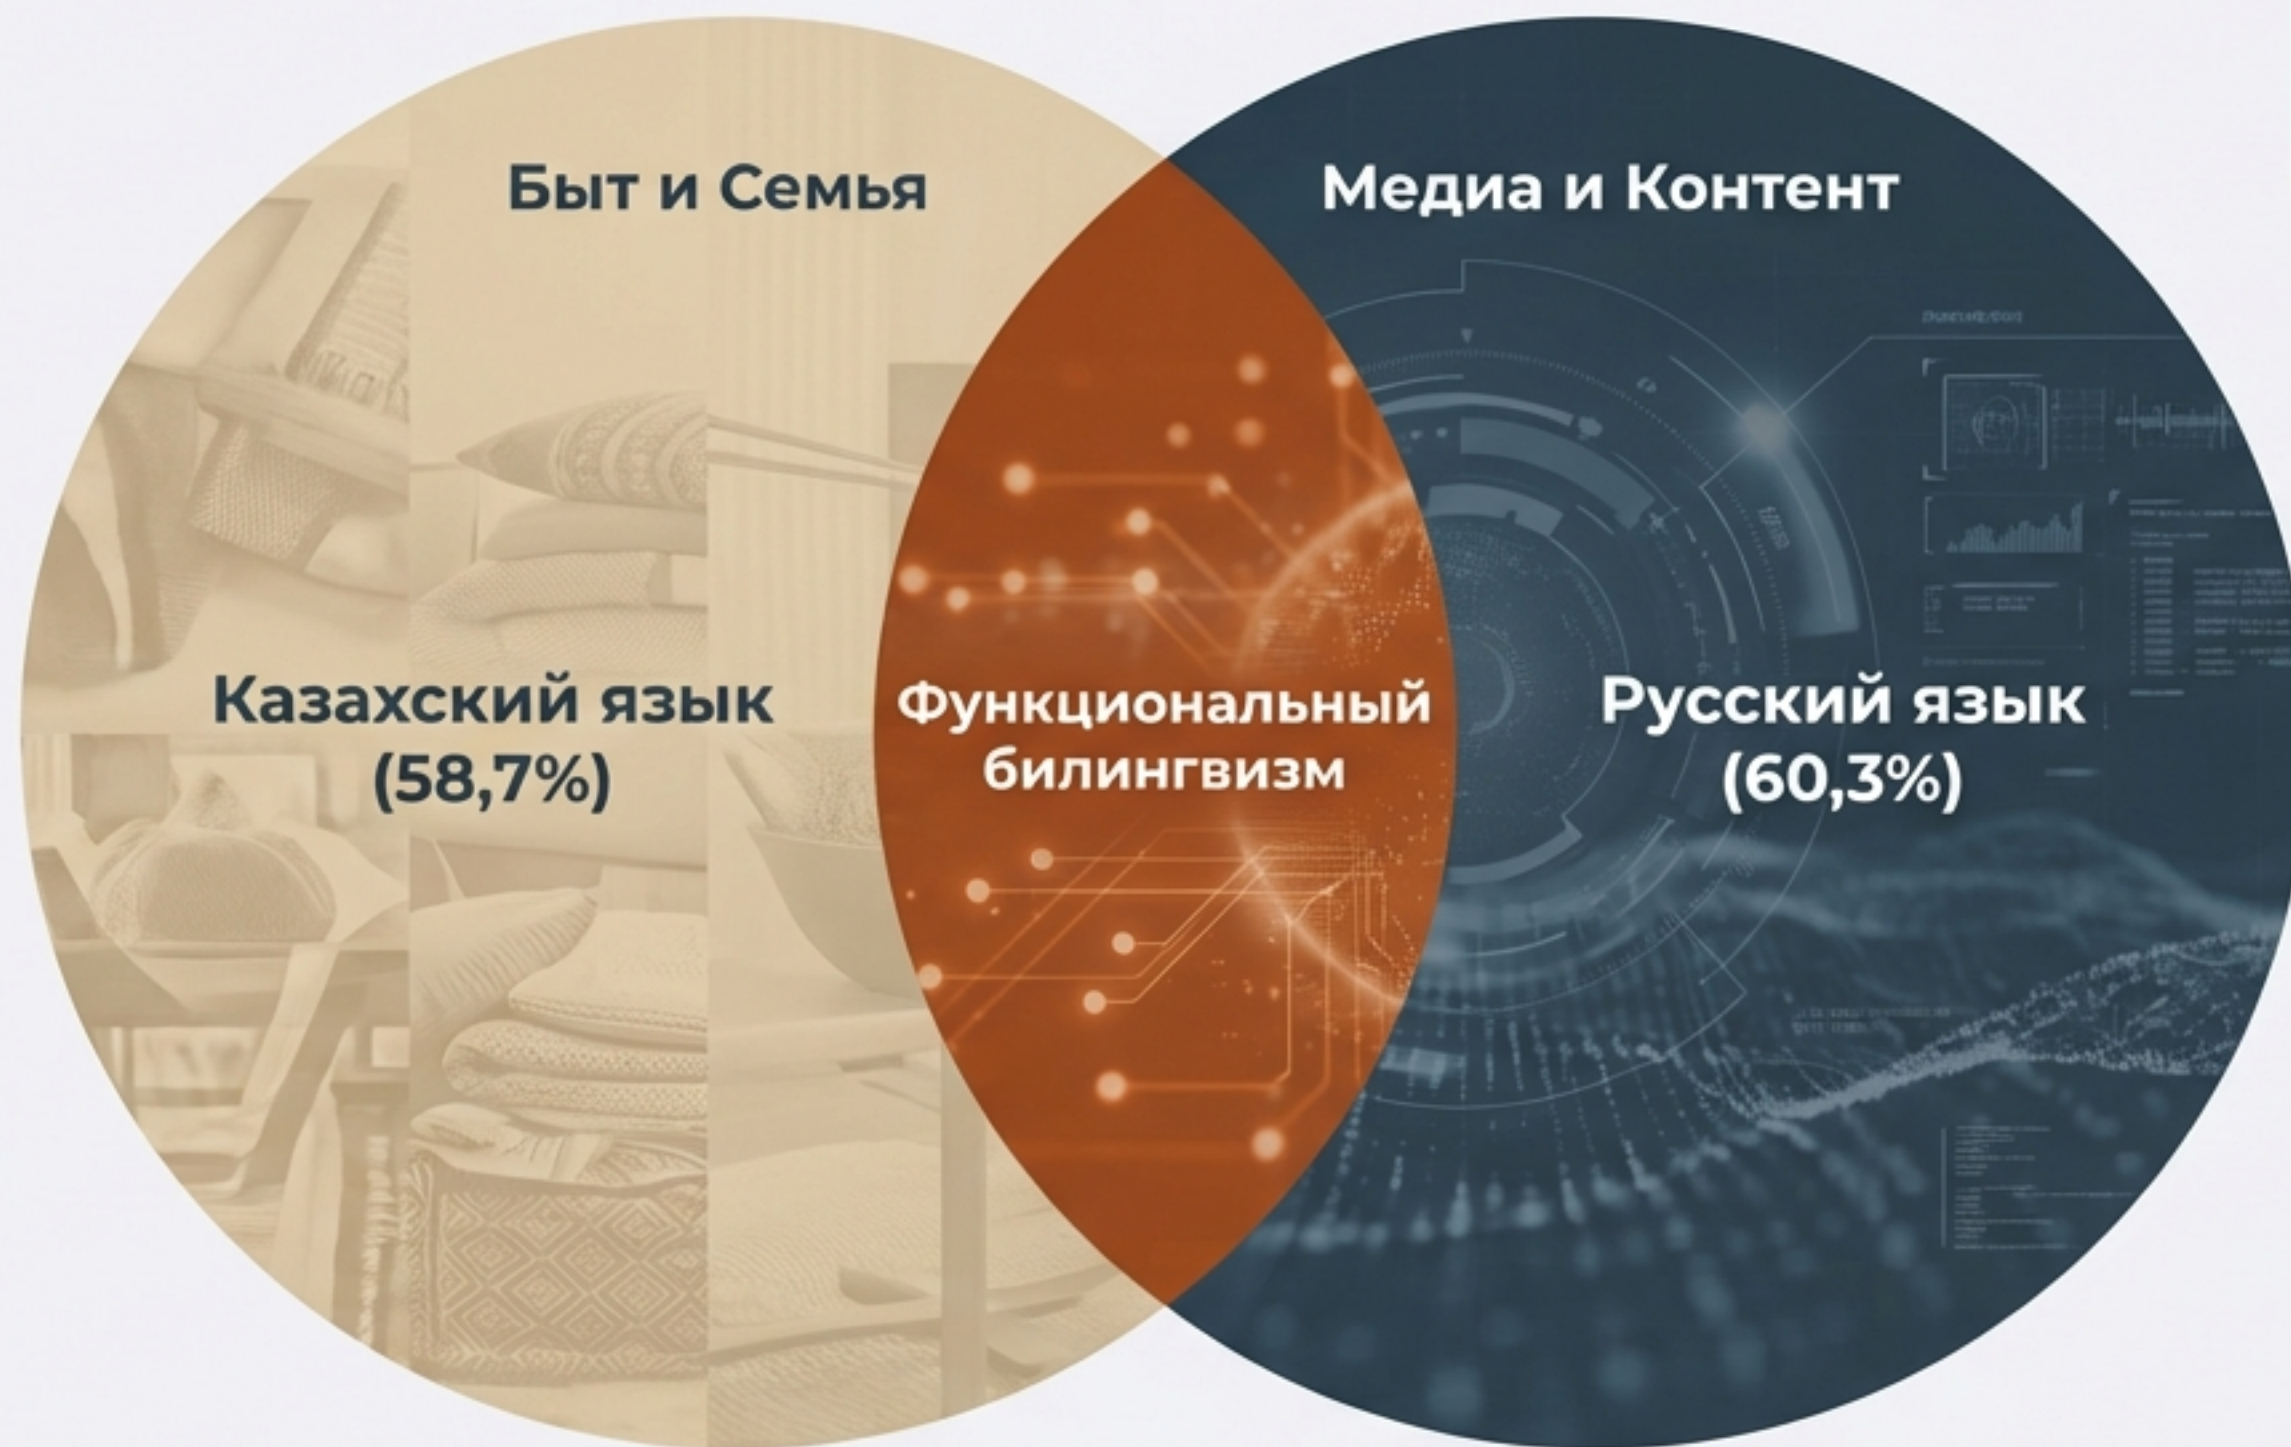 Быт и Семья
Медиа и Контент
Казахский язык
(58,7%)
Функциональный
билингвизм
Русский язык
(60,3%)